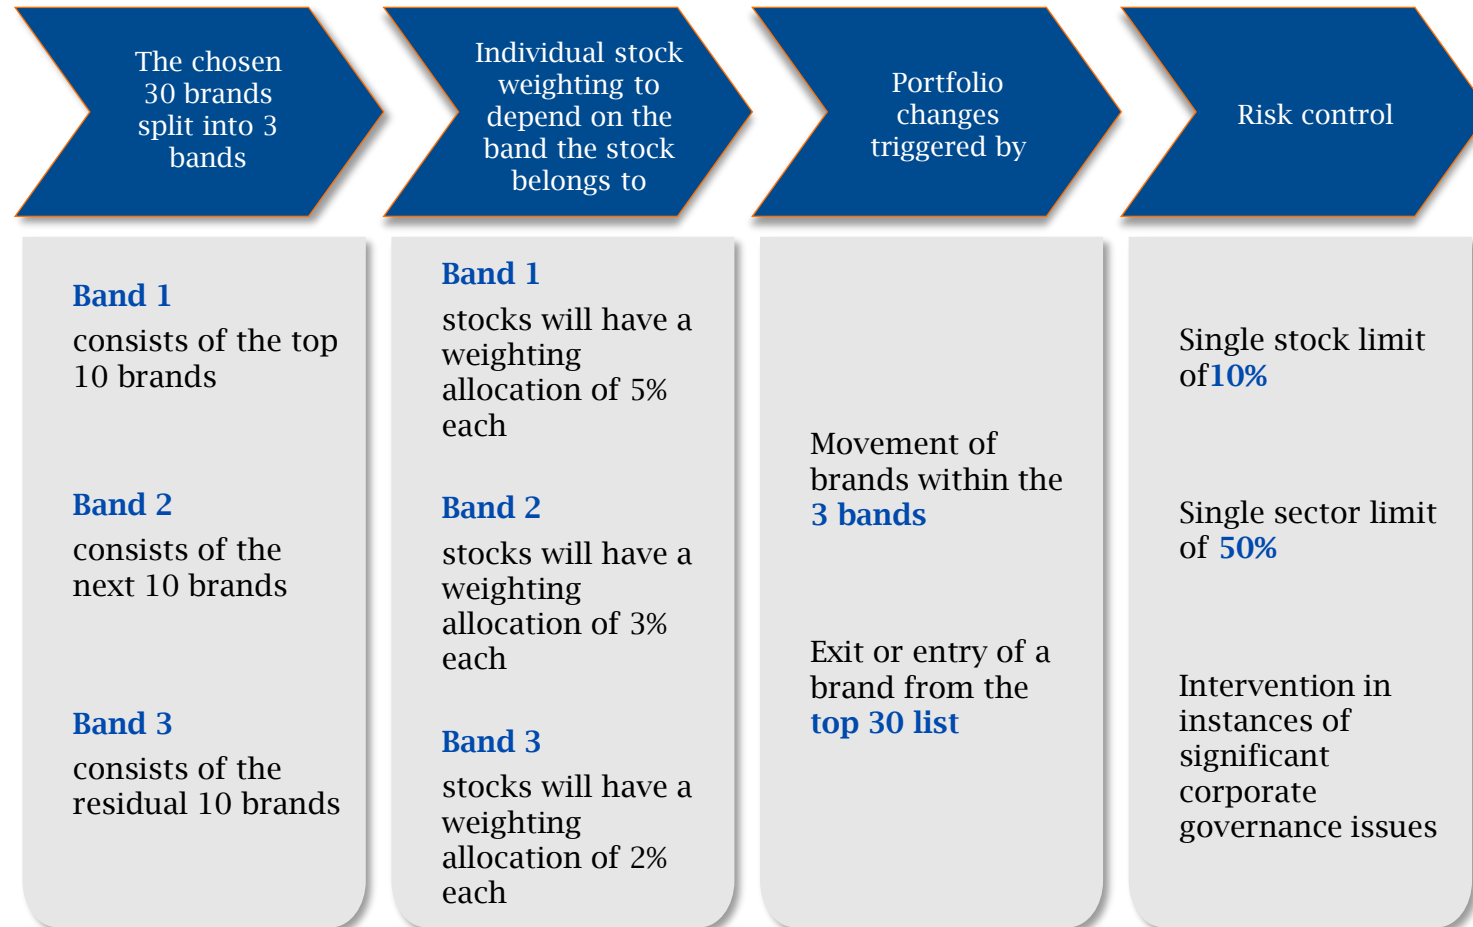 The chosen
30 brands
split into 3
bands
Individual stock
weighting to
depend on the
band the stock
belongs to
Portfolio
changes
triggered by
Risk control
Band 1
consists of the top
10 brands
Band 2
consists of the
next 10 brands
Band 3
consists of the
residual 10 brands
Band 1
stocks will have a
weighting
allocation of 5%
each
Band 2
stocks will have a
weighting
allocation of 3%
each
Band 3
stocks will have a
weighting
allocation of 2%
each
Movement of
brands within the
3 bands
Exit or entry of a
brand from the
top 30 list
Single stock limit
of10%
Single sector limit
of 50%
Intervention in
instances of
significant
corporate
governance issues